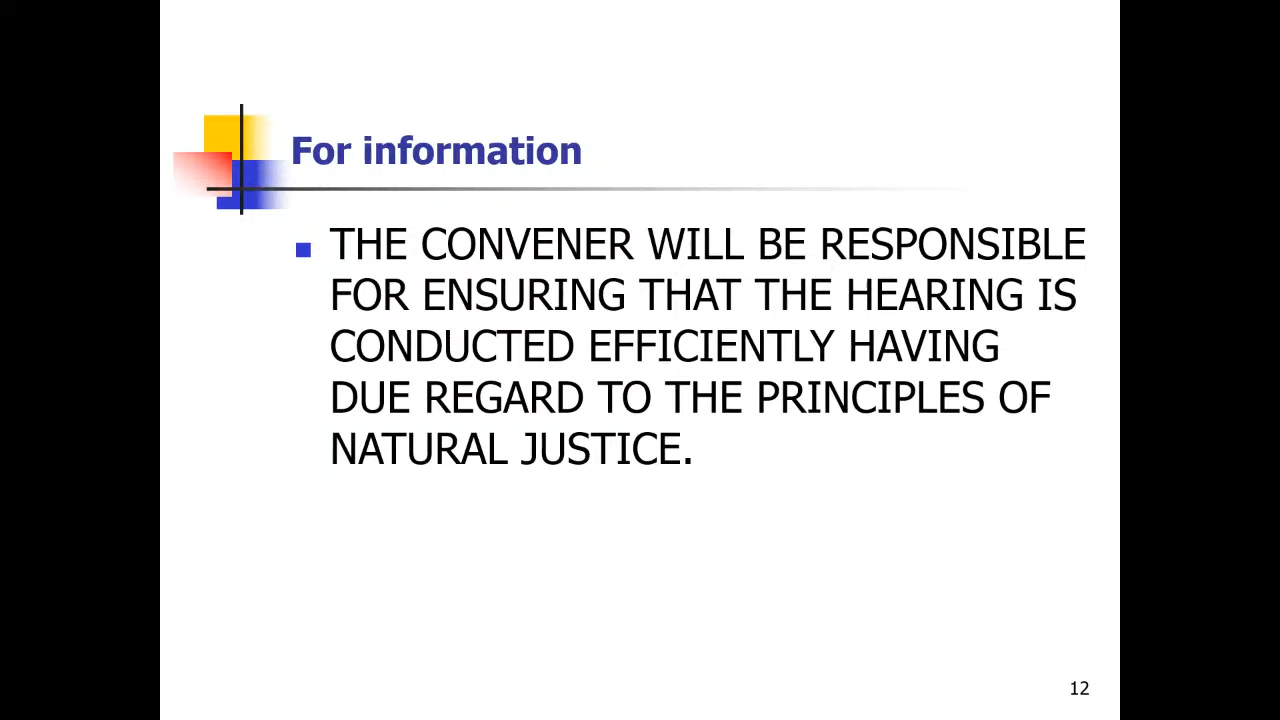 For information
THE CONVENER WILL BE RESPONSIBLE
FOR ENSURING THAT THE HEARING IS
CONDUCTED EFFICIENTLY HAVING
DUE REGARD TO THE PRINCIPLES OF
NATURAL JUSTICE.
12